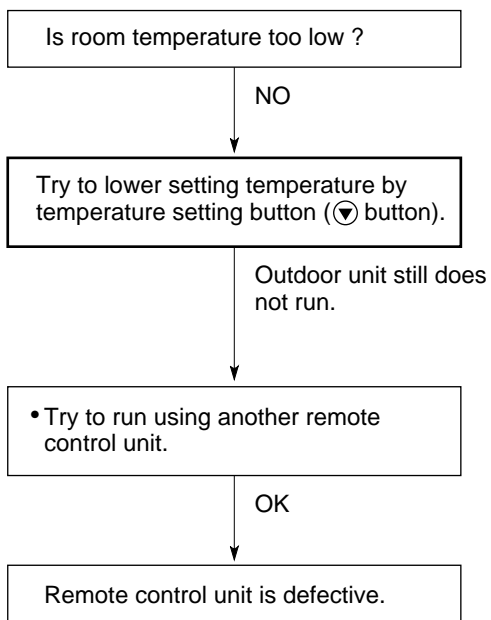 Is room temperature too low ?
NO
Try to lower setting temperature by
temperature setting button (▼ button).
Outdoor unit still does
not run.
•Try to run using another remote
control unit.
OK
Remote control unit is defective.